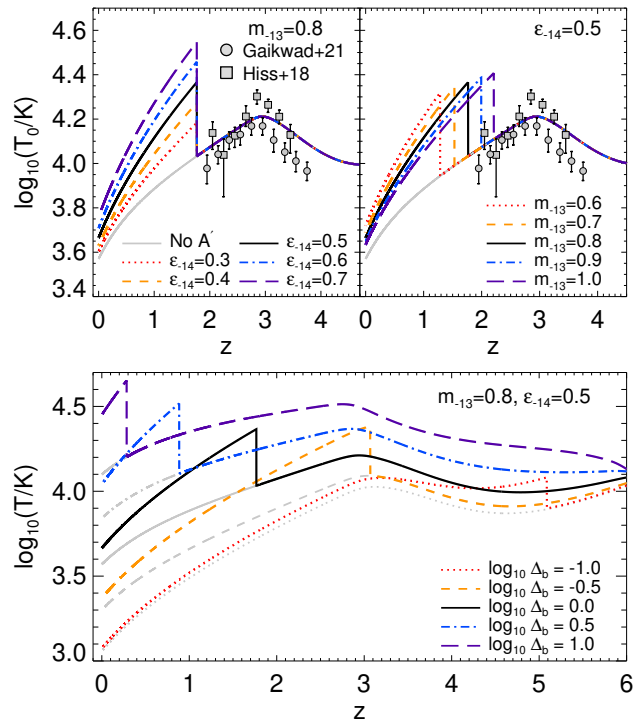 m₋₁₃=0.8
Gaikwad+21
Hiss+18
ε₋₁₄=0.5
log₁₀(T₀/K)
4.6
4.4
4.2
4.0
3.8
3.6
3.4
No A′
ε₋₁₄=0.3
ε₋₁₄=0.4
ε₋₁₄=0.5
ε₋₁₄=0.6
ε₋₁₄=0.7
m₋₁₃=0.6
m₋₁₃=0.7
m₋₁₃=0.8
m₋₁₃=0.9
m₋₁₃=1.0
0 1 2 3 4
0 1 2 3 4
z
z
m₋₁₃=0.8, ε₋₁₄=0.5
log₁₀(T/K)
4.5
4.0
3.5
3.0
log₁₀ Δ_b = -1.0
log₁₀ Δ_b = -0.5
log₁₀ Δ_b = 0.0
log₁₀ Δ_b = 0.5
log₁₀ Δ_b = 1.0
0 1 2 3 4 5 6
z